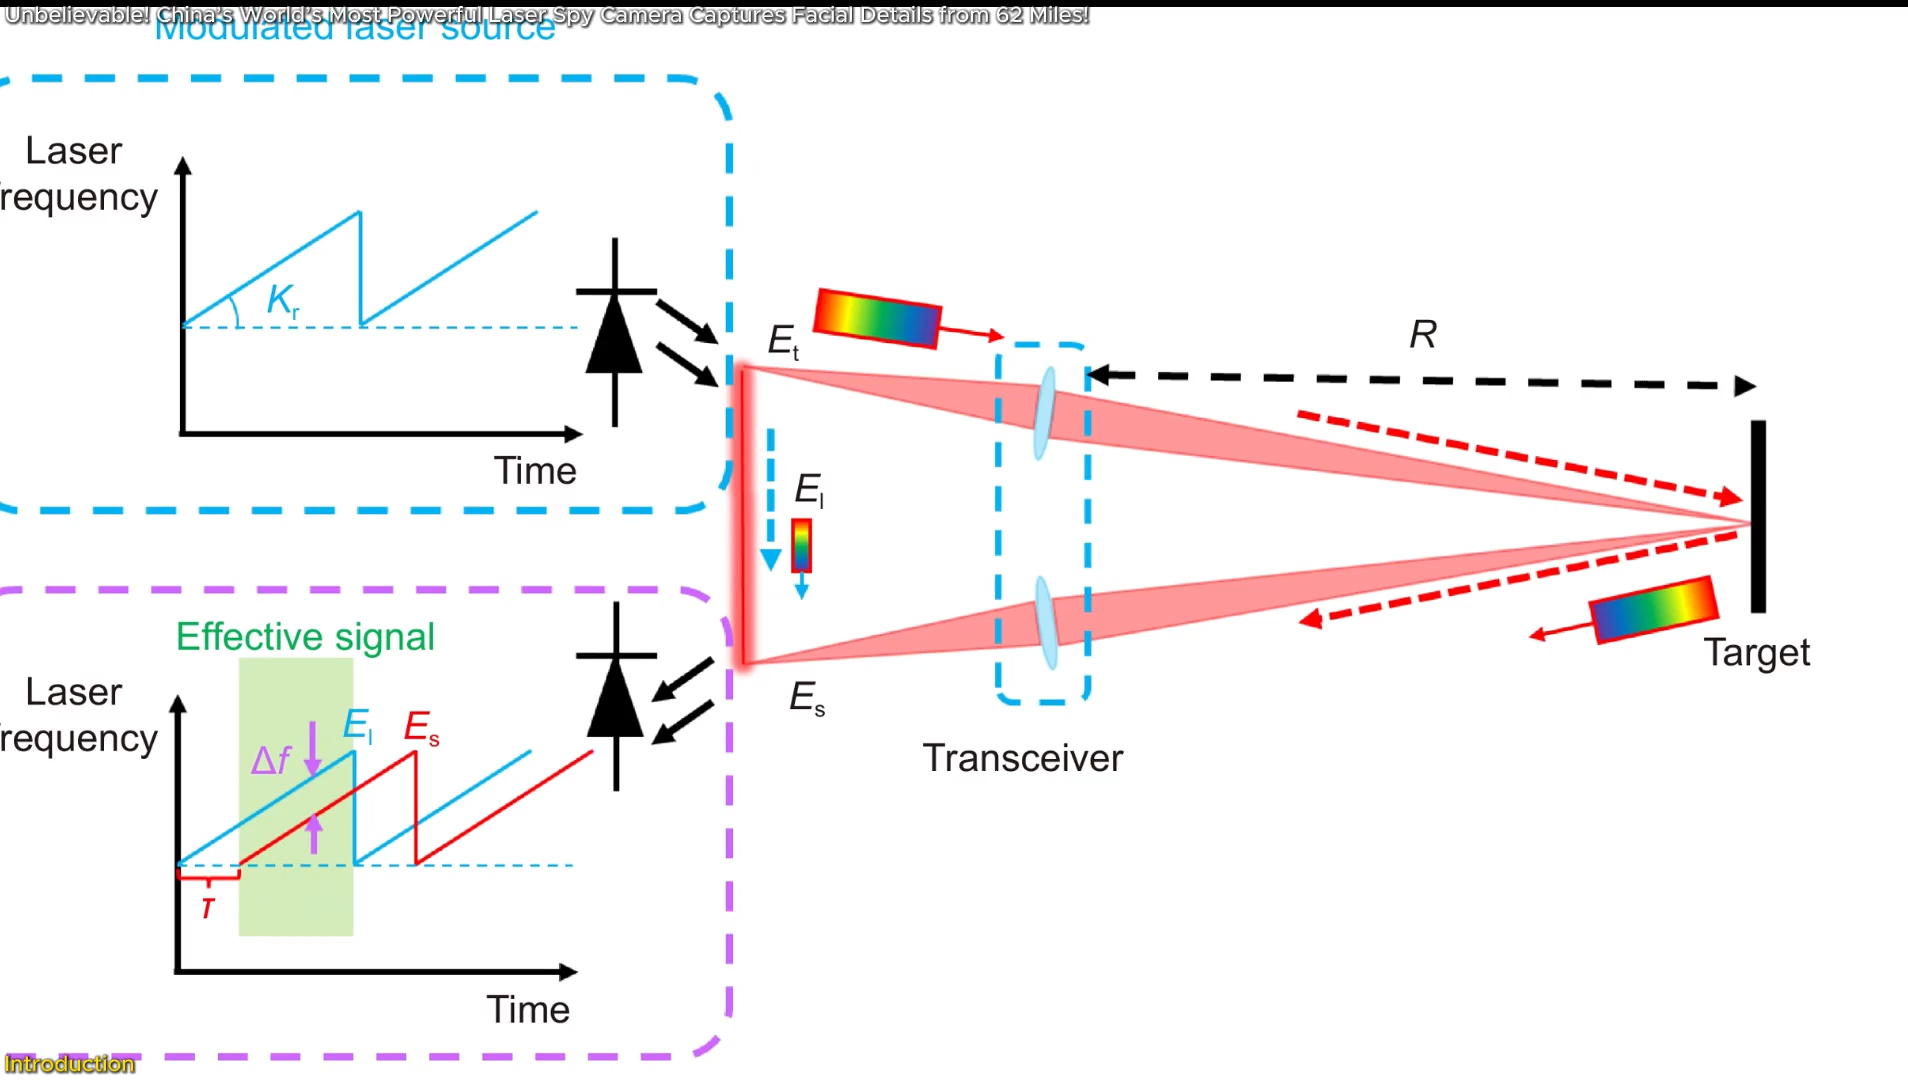 Unbelievable! China's World's Most Powerful Laser Spy Camera Captures Facial Details from 62 Miles!
Modulated laser source
Laser
requency
Kr
Time
Et
R
El
Effective signal
Laser
requency
Δf
El
Es
τ
Time
Es
Transceiver
Target
Introduction